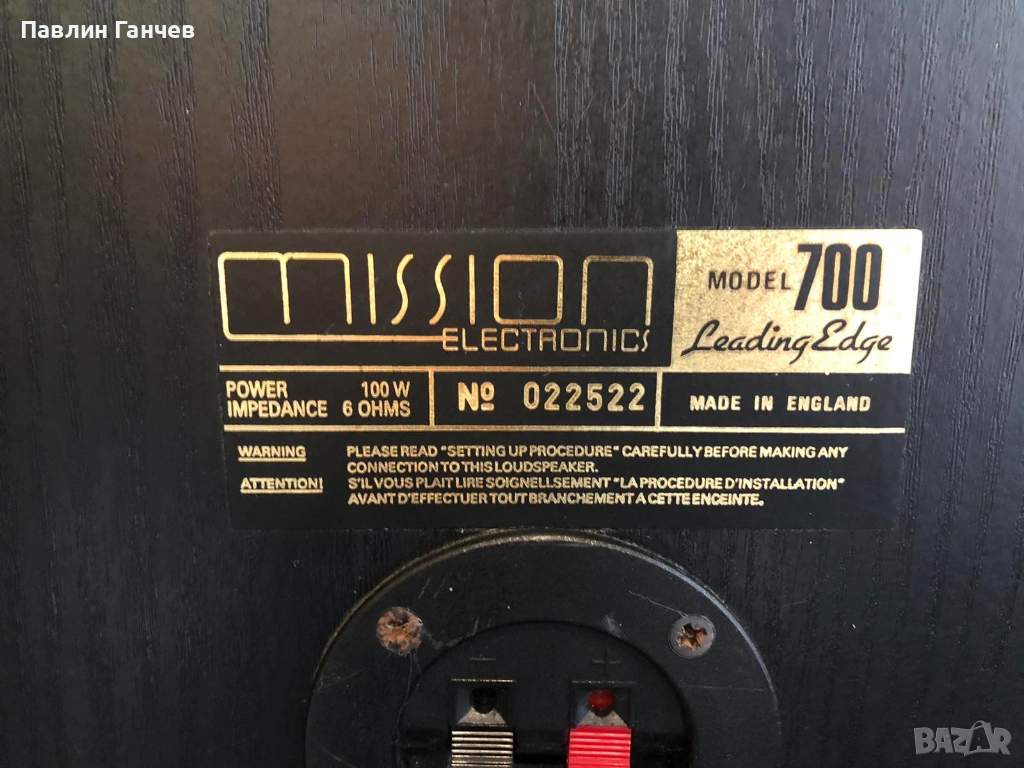 Павлин Ганчев
mission
ELECTRONICS
MODEL 700
Leading Edge
POWER 100 W
IMPEDANCE 6 OHMS
Nº 022522
MADE IN ENGLAND
WARNING PLEASE READ "SETTING UP PROCEDURE" CAREFULLY BEFORE MAKING ANY
CONNECTION TO THIS LOUDSPEAKER.
ATTENTION! S'IL VOUS PLAIT LIRE SOIGNELLSEMENT "LA PROCEDURE D'INSTALLATION"
AVANT D'EFFECTUER TOUT BRANCHEMENT A CETTE ENCEINTE.
− +
BAZAR